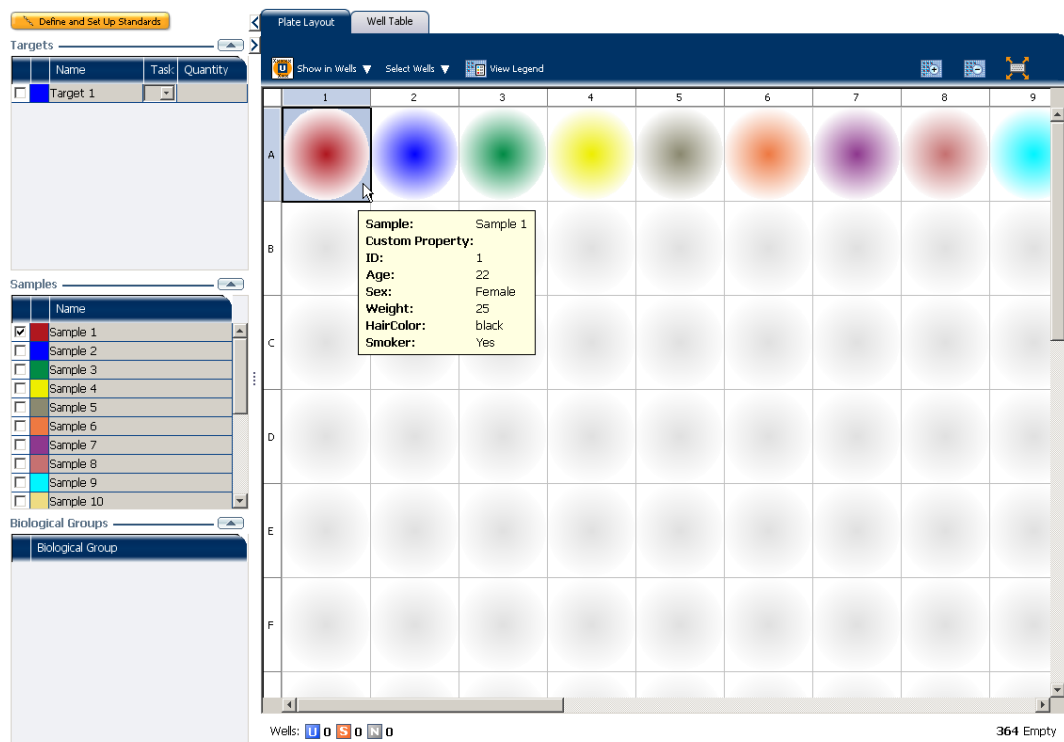 Define and Set Up Standards
Targets
Name Task Quantity
Target 1
Samples
Name
Sample 1
Sample 2
Sample 3
Sample 4
Sample 5
Sample 6
Sample 7
Sample 8
Sample 9
Sample 10
Biological Groups
Biological Group
Plate Layout Well Table
U Show in Wells Select Wells View Legend
1 2 3 4 5 6 7 8 9
A
B
C
D
E
F
Sample: Sample 1
Custom Property:
ID: 1
Age: 22
Sex: Female
Weight: 25
HairColor: black
Smoker: Yes
Wells: U 0 S 0 N 0
364 Empty